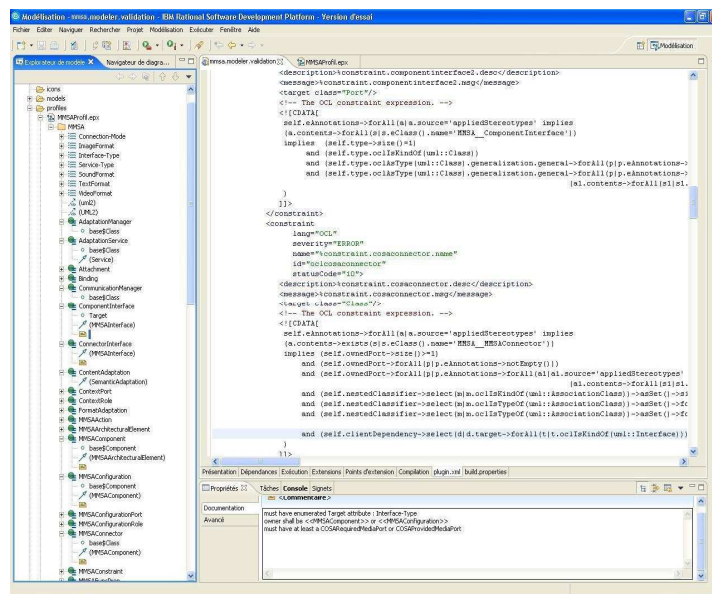 Modélisation - mmsa.modeler.validation - IBM Rational Software Development Platform - Version d'essai
Fichier Editer Naviguer Rechercher Projet Modélisation Exécuter Fenêtre Aide
Modélisation
Explorateur de modèle
Navigateur de diagra...
icons
models
profiles
MMSAProfil.epx
MMSA
Connection-Mode
ImageFormat
Interface-Type
Service-Type
SoundFormat
TextFormat
VideoFormat
(uml2)
(UML2)
AdaptationManager
base$Class
AdaptationService
base$Class
(Service)
Attachment
Binding
CommunicationManager
base$Class
ComponentInterface
Target
(MMSAInterface)
ConnectorInterface
(MMSAInterface)
ContentAdaptation
(SemanticAdaptation)
ContextPort
ContextRole
FormatAdaptation
MMSAAction
MMSAArchitecturalElement
MMSAComponent
base$Component
(MMSAArchitecturalElement)
MMSAConfiguration
base$Component
(MMSAComponent)
MMSAConfigurationPort
MMSAConfigurationRole
MMSAConnector
base$Class
(MMSAComponent)
MMSAConstraint
mmsa.modeler.validation
MMSAProfil.epx
<description>%constraint.componentinterface2.desc</description>
<message>%constraint.componentinterface2.msg</message>
<target class="Port"/>
<!-- The OCL constraint expression. -->
<![CDATA[
self.eAnnotations->forAll(a|a.source='appliedStereotypes' implies
(a.contents->forAll(s|s.eClass().name='MMSA__ComponentInterface'))
implies (self.type->size()=1)
and (self.type.oclIsKindOf(uml::Class))
and (self.type.oclAsType(uml::Class).generalization.general->forAll(p|p.eAnnotations->
|a1.contents->forAll(s1|s1.
)
]]>
</constraint>
<constraint
lang="OCL"
severity="ERROR"
name="%constraint.cosaconnector.name"
id="oclcosaconnector"
statusCode="10">
<description>%constraint.cosaconnector.desc</description>
<message>%constraint.cosaconnector.msg</message>
<target class="Class"/>
<!-- The OCL constraint expression. -->
<![CDATA[
self.eAnnotations->forAll(a|a.source='appliedStereotypes' implies
(a.contents->exists(s|s.eClass().name='MMSA__MMSAConnector'))
implies (self.ownedPort->size()>=1)
and (self.ownedPort->forAll(p|p.eAnnotations->notEmpty()))
and (self.ownedPort->forAll(p|p.eAnnotations->forAll(a1|a1.source='appliedStereotypes'
|a1.contents->forAll(s1|s1.
and (self.nestedClassifier->select(m|m.oclIsKindOf(uml::AssociationClass))->asSet()->si
and (self.nestedClassifier->select(m|m.oclIsTypeOf(uml::AssociationClass))->asSet()->fo
and (self.nestedClassifier->select(m|m.oclIsTypeOf(uml::AssociationClass))->asSet()->fo
and (self.clientDependency->select(d|d.target->forAll(t|t.oclIsKindOf(uml::Interface)))
)
]]>
Présentation Dépendances Exécution Extensions Points d'extension Compilation plugin.xml build.properties
Propriétés
Tâches Console Signets
<Commentaire>
Documentation
Avancé
must have enumerated Target attribute : Interface-Type
owner shall be <<MMSAComponent>> or <<MMSAConfiguration>>
must have at least a COSARequiredMediaPort or COSAProvidedMediaPort